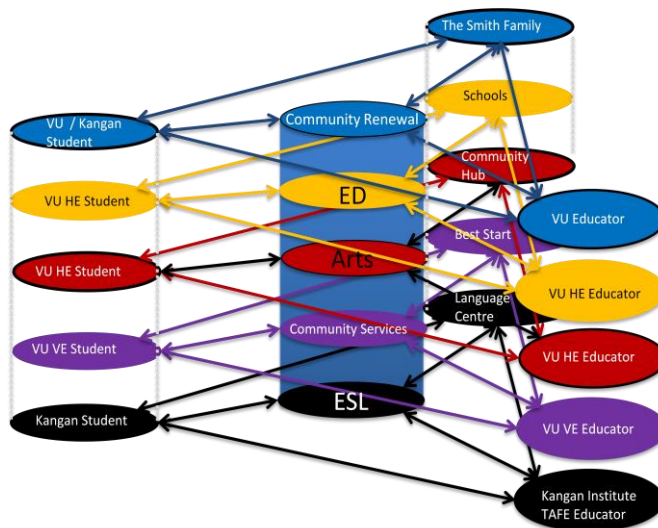 The Smith Family
Schools
Community
Hub
Best Start
Language
Centre
VU / Kangan
Student
VU HE Student
VU HE Student
VU VE Student
Kangan Student
Community Renewal
ED
Arts
Community Services
ESL
VU Educator
VU HE Educator
VU HE Educator
VU VE Educator
Kangan Institute
TAFE Educator